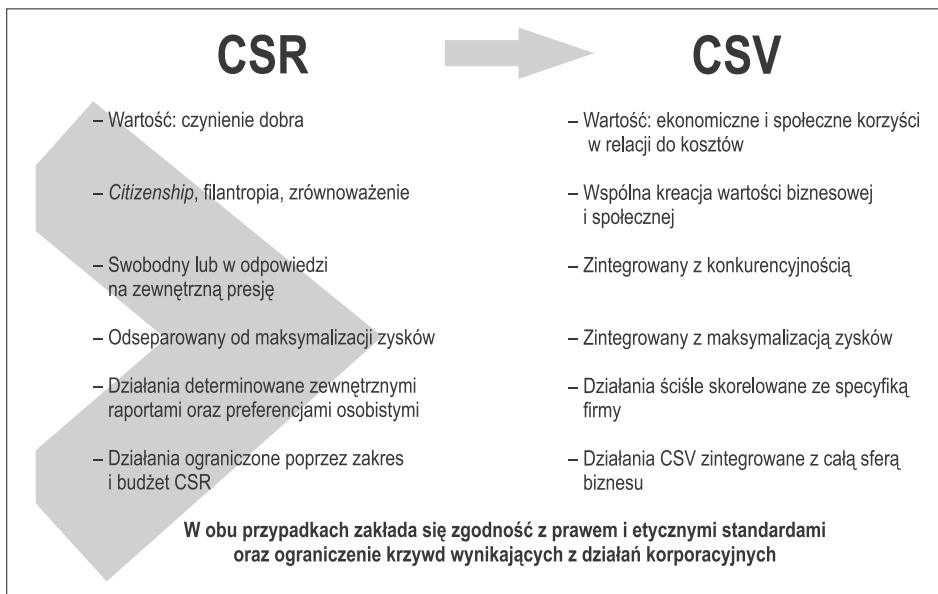 CSR
CSV
– Wartość: czynienie dobra
– Wartość: ekonomiczne i społeczne korzyści
w relacji do kosztów
– Citizenship, filantropia, zrównoważenie
– Wspólna kreacja wartości biznesowej
i społecznej
– Swobodny lub w odpowiedzi
na zewnętrzną presję
– Zintegrowany z konkurencyjnością
– Odseparowany od maksymalizacji zysków
– Zintegrowany z maksymalizacją zysków
– Działania determinowane zewnętrznymi
raportami oraz preferencjami osobistymi
– Działania ściśle skorelowane ze specyfiką
firmy
– Działania ograniczone poprzez zakres
i budżet CSR
– Działania CSV zintegrowane z całą sferą
biznesu
W obu przypadkach zakłada się zgodność z prawem i etycznymi standardami
oraz ograniczenie krzywd wynikających z działań korporacyjnych